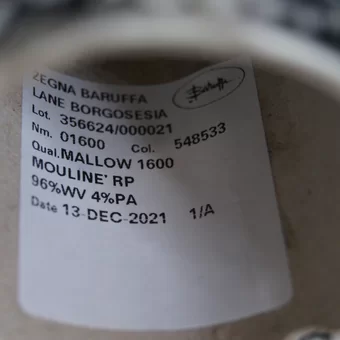 ZEGNA BARUFFA
LANE BORGOSESIA
Lot. 356624/000021
Nm. 01600 Col. 548533
Qual.MALLOW 1600
MOULINE' RP
96%WV 4%PA
Date 13-DEC-2021 1/A
Baruffa